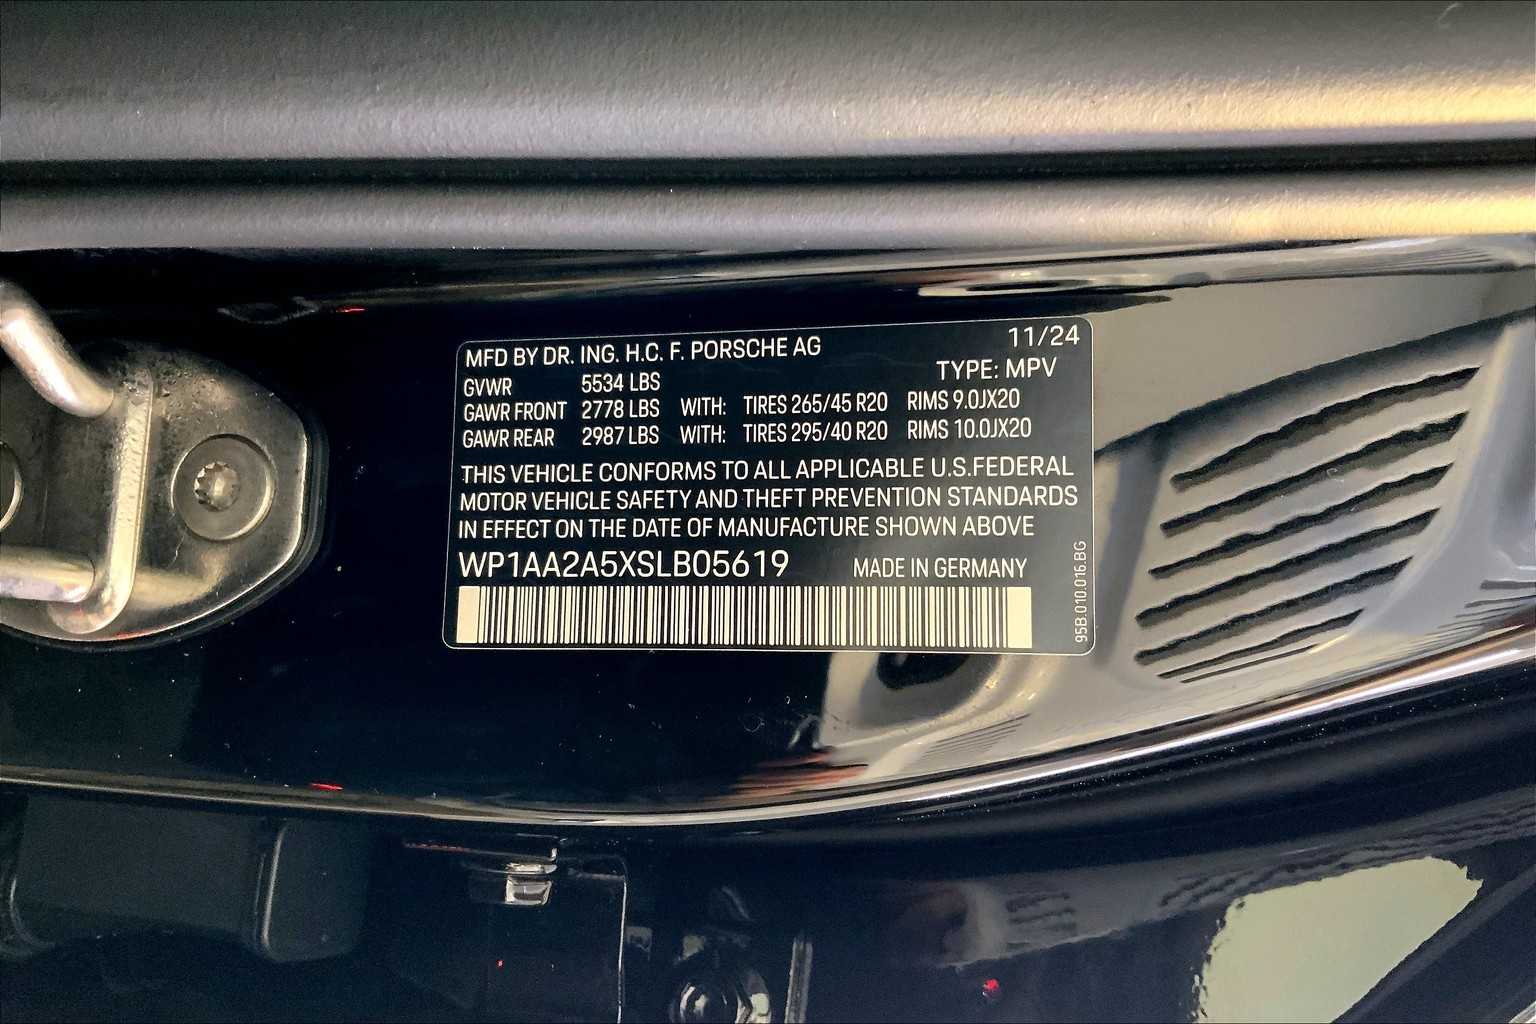 MFD BY DR. ING. H.C. F. PORSCHE AG 11/24
TYPE: MPV
GVWR 5534 LBS
GAWR FRONT 2778 LBS WITH: TIRES 265/45 R20 RIMS 9.0JX20
GAWR REAR 2987 LBS WITH: TIRES 295/40 R20 RIMS 10.0JX20
THIS VEHICLE CONFORMS TO ALL APPLICABLE U.S.FEDERAL
MOTOR VEHICLE SAFETY AND THEFT PREVENTION STANDARDS
IN EFFECT ON THE DATE OF MANUFACTURE SHOWN ABOVE
WP1AA2A5XSLB05619 MADE IN GERMANY
95B.010.016.BG